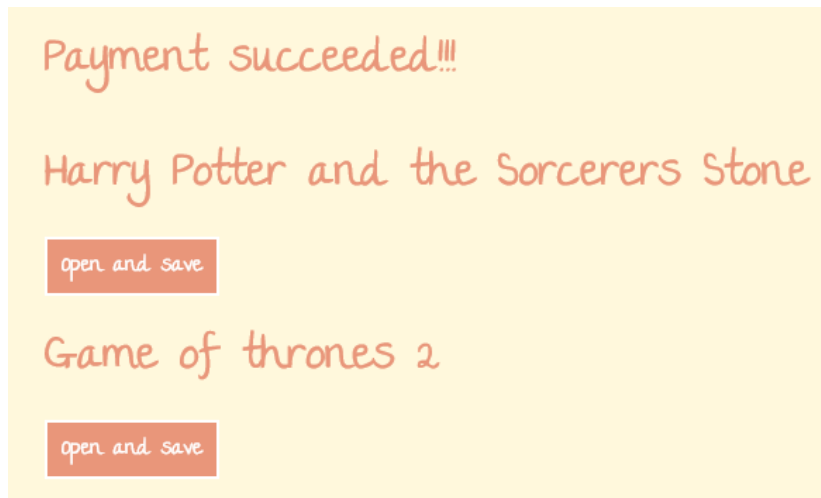 Payment succeeded!!!
Harry Potter and the Sorcerers Stone
Open and save
Game of thrones 2
Open and save